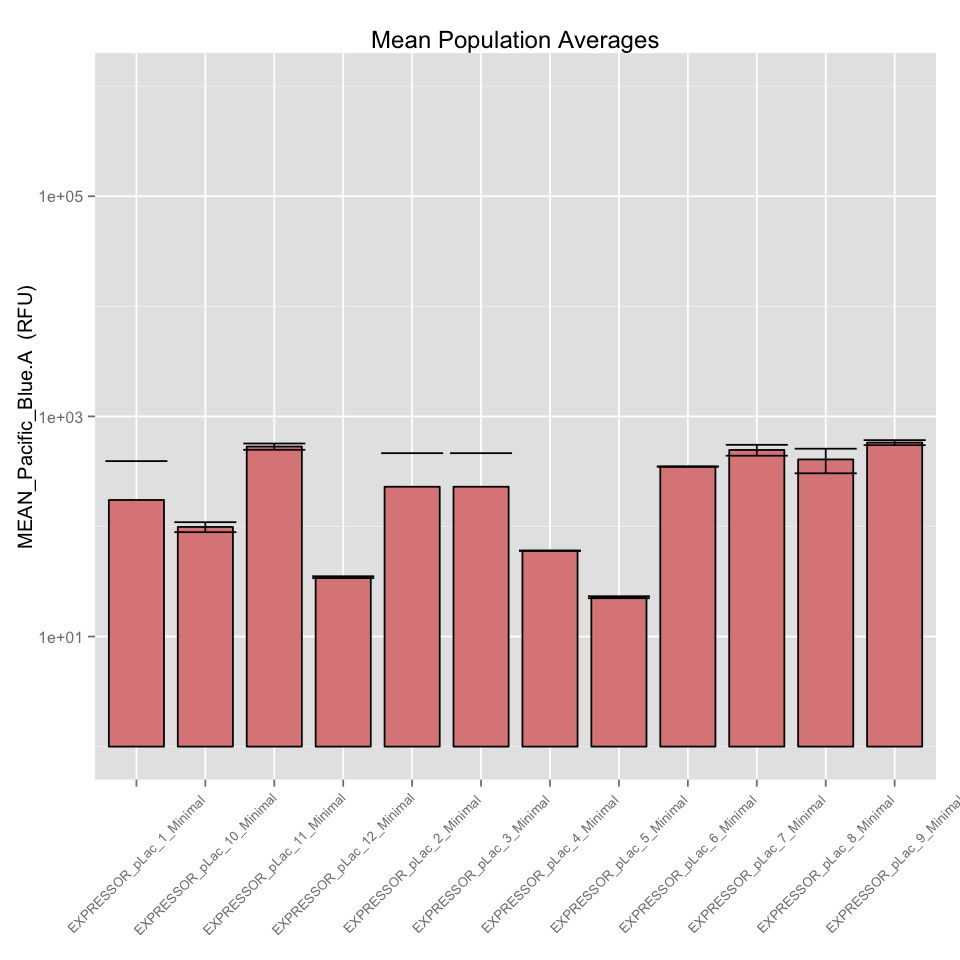 Mean Population Averages
MEAN_Pacific_Blue.A (RFU)
1e+05
1e+03
1e+01
EXPRESSOR_pLac_1_Minimal
EXPRESSOR_pLac_10_Minimal
EXPRESSOR_pLac_11_Minimal
EXPRESSOR_pLac_12_Minimal
EXPRESSOR_pLac_2_Minimal
EXPRESSOR_pLac_3_Minimal
EXPRESSOR_pLac_4_Minimal
EXPRESSOR_pLac_5_Minimal
EXPRESSOR_pLac_6_Minimal
EXPRESSOR_pLac_7_Minimal
EXPRESSOR_pLac_8_Minimal
EXPRESSOR_pLac_9_Minimal